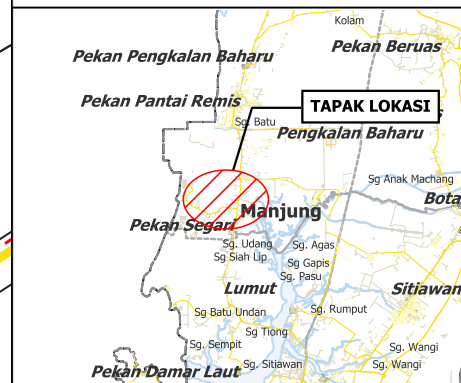 Kolam
Pekan Beruas
Pekan Pengkalan Baharu
Pekan Pantai Remis
TAPAK LOKASI
Sg. Batu
Pengkalan Baharu
Sg Anak Machang
Bota
Manjung
Pekan Segari
Sg. Udang
Sg. Agas
Sg Siah Lip
Sg Gapis
Sg. Pasu
Lumut
Sitiawan
Sg Batu Undan
Sg. Rumput
Sg Tiong
Sg. Sempit
Sg. Wangi
Pekan Damar Laut
Sg. Sitiawan
Sg. Wangi